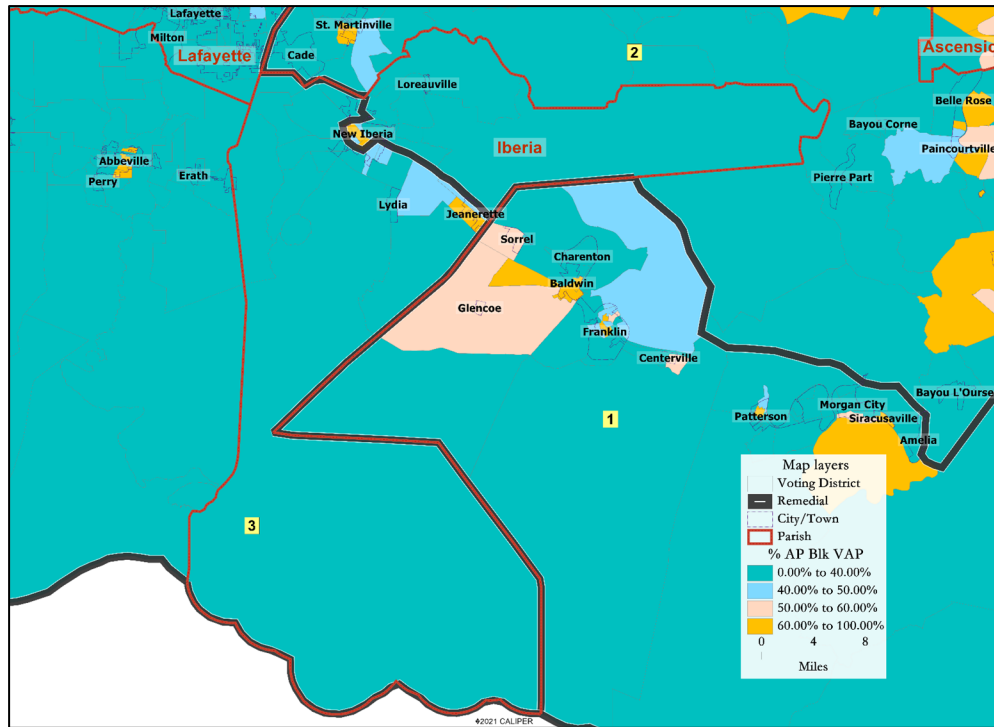 Lafayette
Milton
Lafayette
St. Martinville
Cade
2
Ascensio
Loreauville
Belle Rose
Bayou Corne
New Iberia
Iberia
Paincourtville
Abbeville
Perry
Erath
Pierre Part
Lydia
Jeanerette
Sorrel
Charenton
Baldwin
Glencoe
Franklin
Centerville
Bayou L'Ourse
1
Patterson
Morgan City
Siracusaville
Amelia
3
Map layers
Voting District
Remedial
City/Town
Parish
% AP Blk VAP
0.00% to 40.00%
40.00% to 50.00%
50.00% to 60.00%
60.00% to 100.00%
0 4 8
Miles
�2021 CALIPER